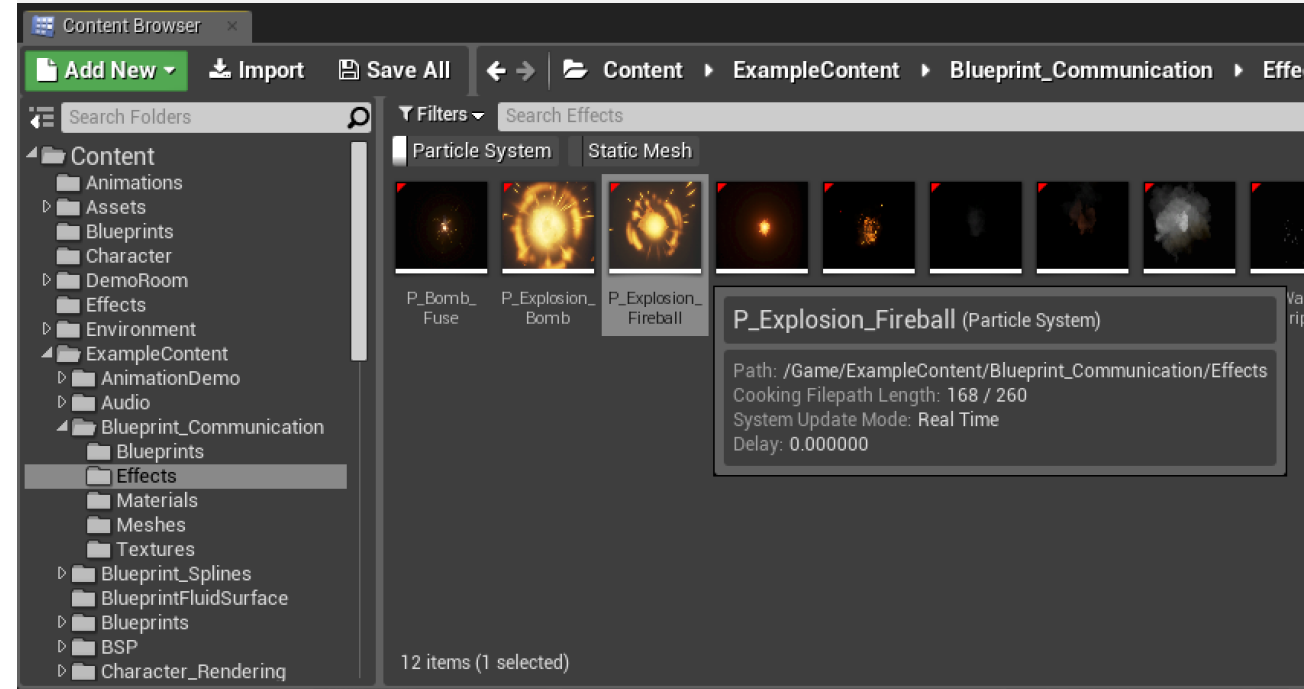 Content Browser
Add New
Import
Save All
Content
ExampleContent
Blueprint_Communication
Search Folders
Content
Animations
Assets
Blueprints
Character
DemoRoom
Effects
Environment
ExampleContent
AnimationDemo
Audio
Blueprint_Communication
Blueprints
Effects
Materials
Meshes
Textures
Blueprint_Splines
BlueprintFluidSurface
Blueprints
BSP
Character_Rendering
Filters
Search Effects
Particle System
Static Mesh
P_Bomb_
Fuse
P_Explosion_
Bomb
P_Explosion_
Fireball
P_Explosion_Fireball (Particle System)
Path: /Game/ExampleContent/Blueprint_Communication/Effects
Cooking Filepath Length: 168 / 260
System Update Mode: Real Time
Delay: 0.000000
12 items (1 selected)